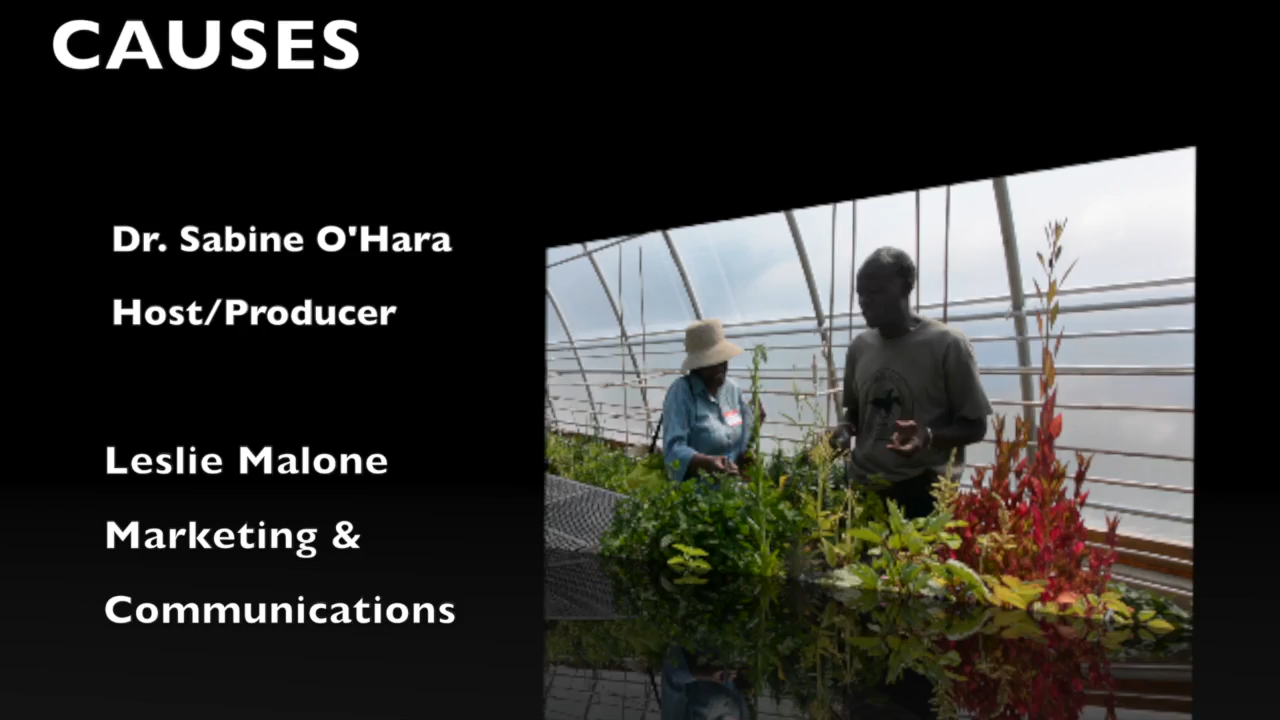 CAUSES
Dr. Sabine O'Hara
Host/Producer
Leslie Malone
Marketing &
Communications